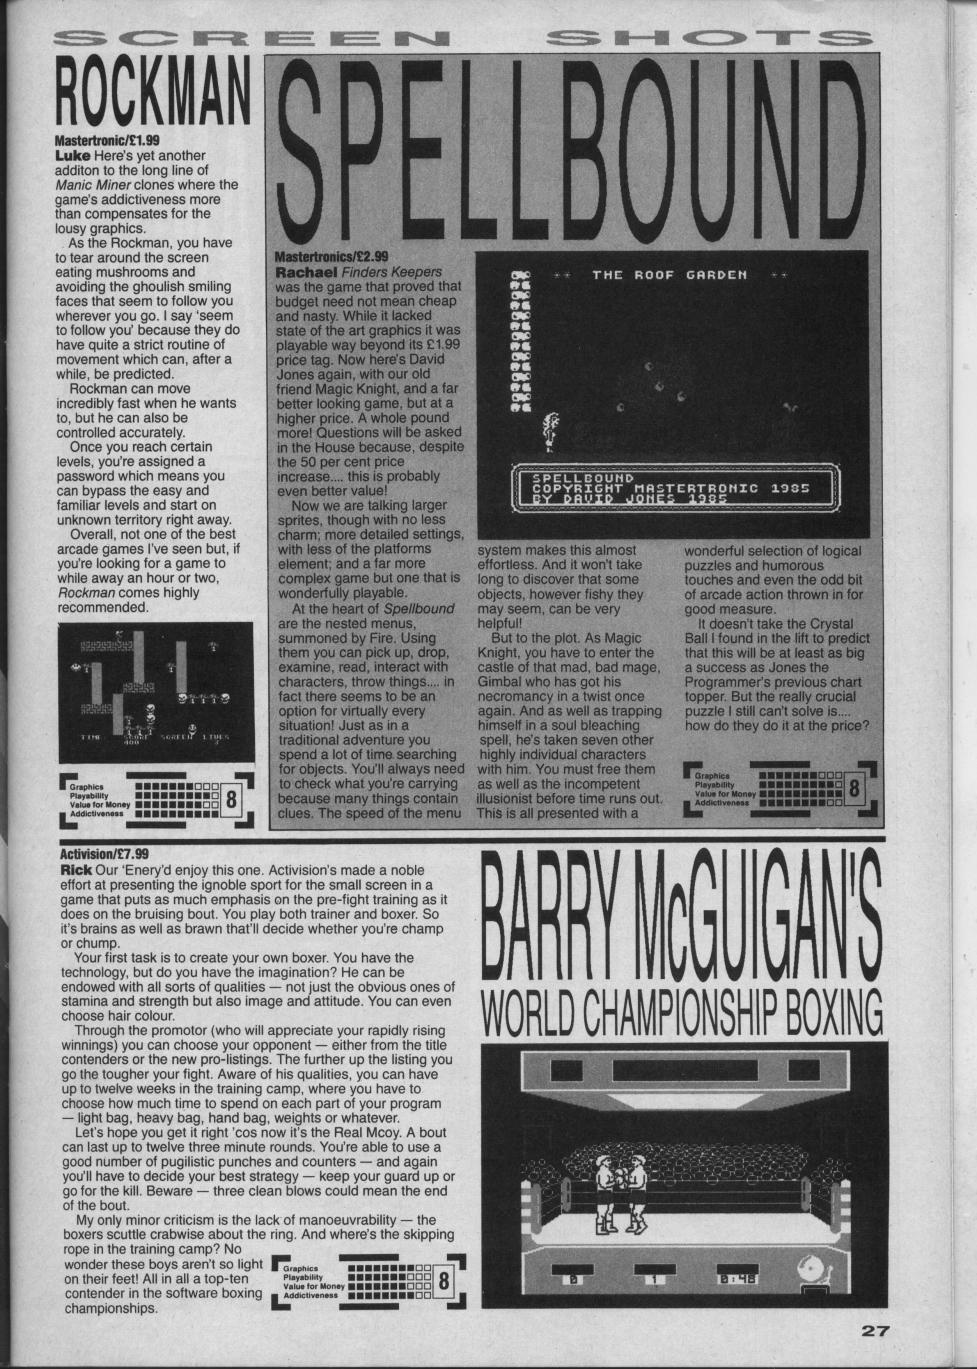 SCREEN SHOTS
ROCKMAN
Mastertronic/£1.99
Luke Here's yet another
additon to the long line of
Manic Miner clones where the
game's addictiveness more
than compensates for the
lousy graphics.
As the Rockman, you have
to tear around the screen
eating mushrooms and
avoiding the ghoulish smiling
faces that seem to follow you
wherever you go. I say 'seem
to follow you' because they do
have quite a strict routine of
movement which can, after a
while, be predicted.
Rockman can move
incredibly fast when he wants
to, but he can also be
controlled accurately.
Once you reach certain
levels, you're assigned a
password which means you
can bypass the easy and
familiar levels and start on
unknown territory right away.
Overall, not one of the best
arcade games I've seen but, if
you're looking for a game to
while away an hour or two,
Rockman comes highly
recommended.
TIME SCORE SCREEN LIVES
400 3
Graphics
Playability
Value for Money
Addictiveness
8
SPELLBOUND
Mastertronics/£2.99
Rachael Finders Keepers
was the game that proved that
budget need not mean cheap
and nasty. While it lacked
state of the art graphics it was
playable way beyond its £1.99
price tag. Now here's David
Jones again, with our old
friend Magic Knight, and a far
better looking game, but at a
higher price. A whole pound
more! Questions will be asked
in the House because, despite
the 50 per cent price
increase.... this is probably
even better value!
Now we are talking larger
sprites, though with no less
charm; more detailed settings,
with less of the platforms
element; and a far more
complex game but one that is
wonderfully playable.
At the heart of Spellbound
are the nested menus,
summoned by Fire. Using
them you can pick up, drop,
examine, read, interact with
characters, throw things.... in
fact there seems to be an
option for virtually every
situation! Just as in a
traditional adventure you
spend a lot of time searching
for objects. You'll always need
to check what you're carrying
because many things contain
clues. The speed of the menu
THE ROOF GARDEN
SPELLBOUND
COPYRIGHT MASTERTRONIC 1985
BY DAVID JONES 1985
system makes this almost
effortless. And it won't take
long to discover that some
objects, however fishy they
may seem, can be very
helpful!
But to the plot. As Magic
Knight, you have to enter the
castle of that mad, bad mage,
Gimbal who has got his
necromancy in a twist once
again. And as well as trapping
himself in a soul bleaching
spell, he's taken seven other
highly individual characters
with him. You must free them
as well as the incompetent
illusionist before time runs out.
This is all presented with a
wonderful selection of logical
puzzles and humorous
touches and even the odd bit
of arcade action thrown in for
good measure.
It doesn't take the Crystal
Ball I found in the lift to predict
that this will be at least as big
a success as Jones the
Programmer's previous chart
topper. But the really crucial
puzzle I still can't solve is....
how do they do it at the price?
Graphics
Playability
Value for Money
Addictiveness
8
Activision/£7.99
Rick Our 'Enery'd enjoy this one. Activision's made a noble
effort at presenting the ignoble sport for the small screen in a
game that puts as much emphasis on the pre-fight training as it
does on the bruising bout. You play both trainer and boxer. So
it's brains as well as brawn that'll decide whether you're champ
or chump.
Your first task is to create your own boxer. You have the
technology, but do you have the imagination? He can be
endowed with all sorts of qualities — not just the obvious ones of
stamina and strength but also image and attitude. You can even
choose hair colour.
Through the promotor (who will appreciate your rapidly rising
winnings) you can choose your opponent — either from the title
contenders or the new pro-listings. The further up the listing you
go the tougher your fight. Aware of his qualities, you can have
up to twelve weeks in the training camp, where you have to
choose how much time to spend on each part of your program
— light bag, heavy bag, hand bag, weights or whatever.
Let's hope you get it right 'cos now it's the Real Mcoy. A bout
can last up to twelve three minute rounds. You're able to use a
good number of pugilistic punches and counters — and again
you'll have to decide your best strategy — keep your guard up or
go for the kill. Beware — three clean blows could mean the end
of the bout.
My only minor criticism is the lack of manoeuvrability — the
boxers scuttle crabwise about the ring. And where's the skipping
rope in the training camp? No
wonder these boys aren't so light
on their feet! All in all a top-ten
contender in the software boxing
championships.
Graphics
Playability
Value for Money
Addictiveness
8
BARRY McGUIGAN'S
WORLD CHAMPIONSHIP BOXING
0 1 0:48
27